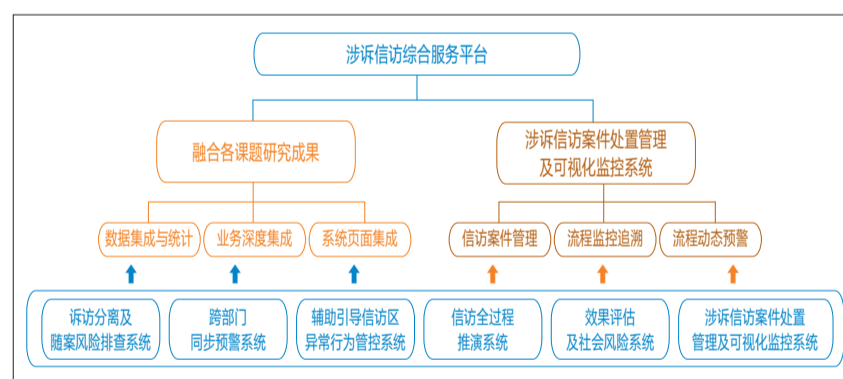 涉诉信访综合服务平台
融合各课题研究成果
涉诉信访案件处置管理
及可视化监控系统
数据集成与统计
业务深度集成
系统页面集成
信访案件管理
流程监控追溯
流程动态预警
诉访分离及
随案风险排查系统
跨部门
同步预警系统
辅助引导信访区
异常行为管控系统
信访全过程
推演系统
效果评估
及社会风险系统
涉诉信访案件处置
管理及可视化监控系统